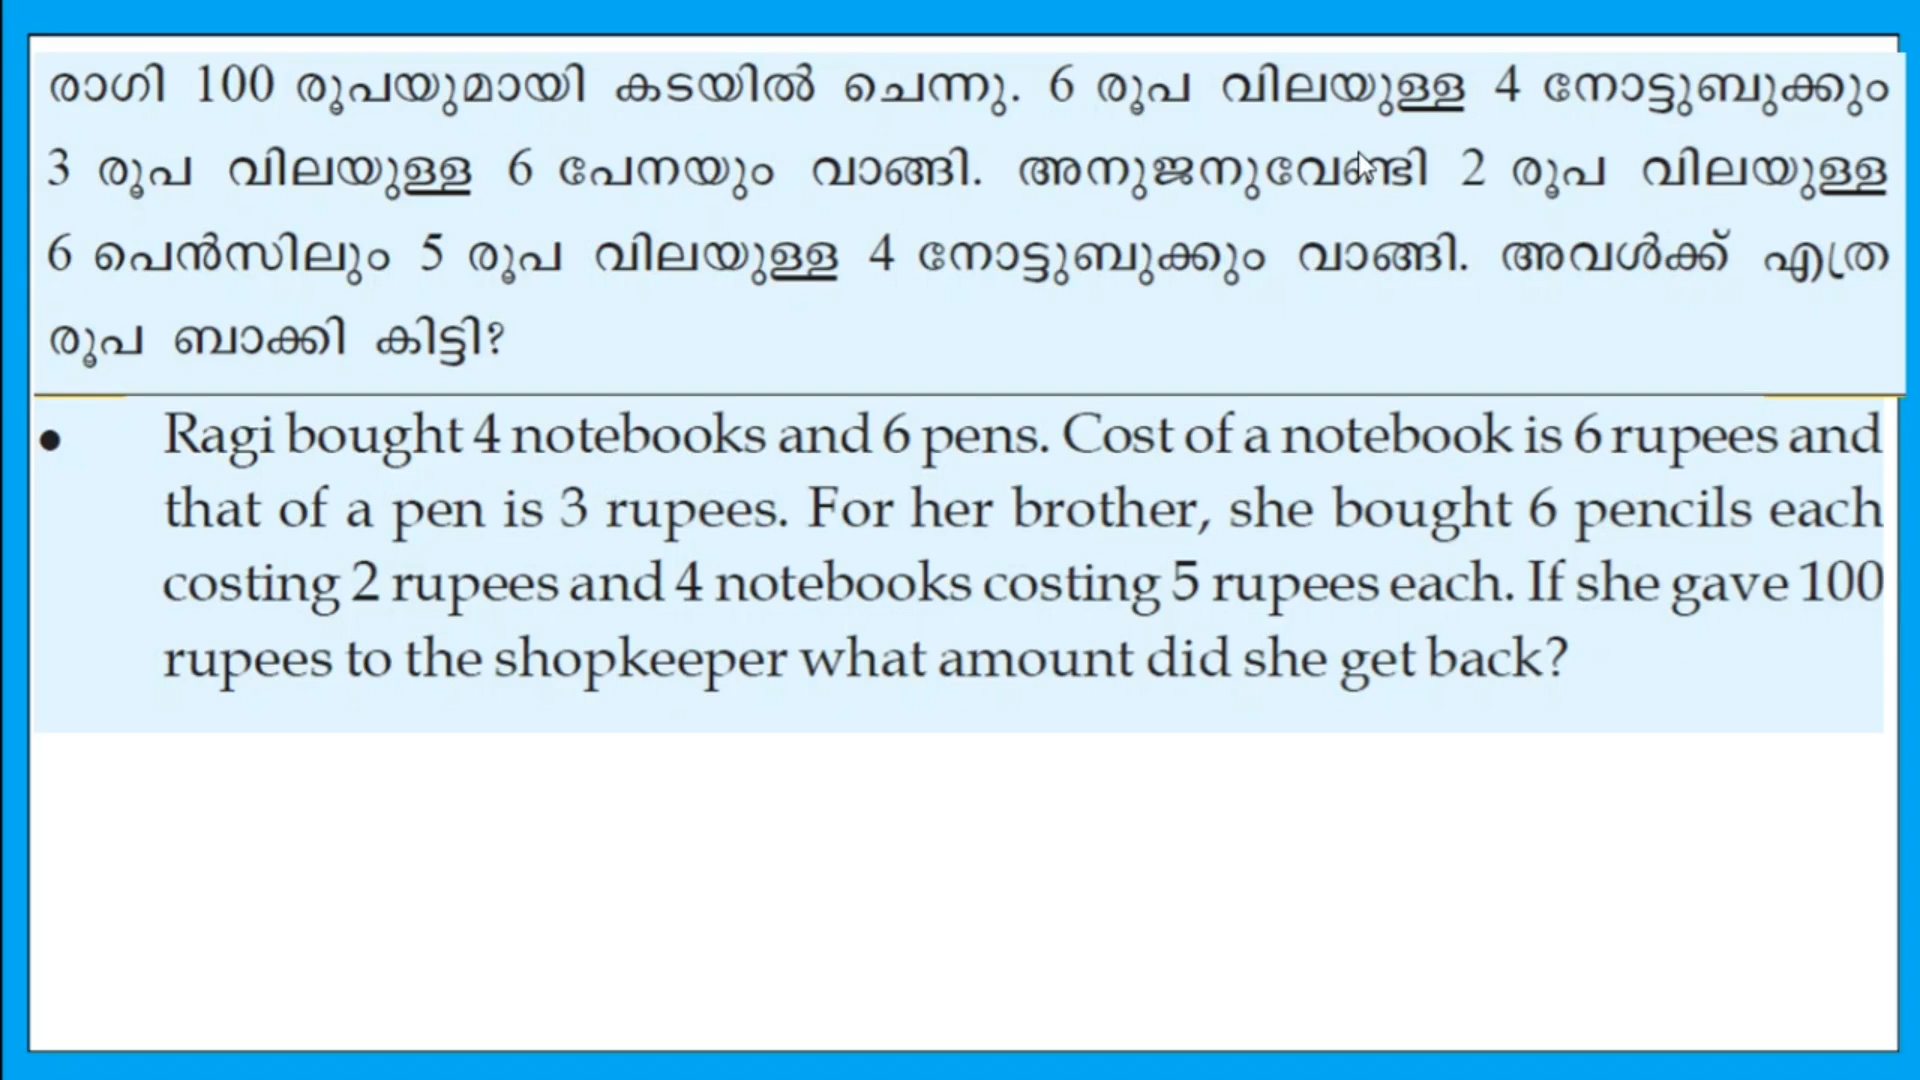 രാഗി 100 രൂപയുമായി കടയിൽ ചെന്നു. 6 രൂപ വിലയുള്ള 4 നോട്ടുബുക്കും
3 രൂപ വിലയുള്ള 6 പേനയും വാങ്ങി. അനുജനുവേണ്ടി 2 രൂപ വിലയുള്ള
6 പെൻസിലും 5 രൂപ വിലയുള്ള 4 നോട്ടുബുക്കും വാങ്ങി. അവൾക്ക് എത്ര
രൂപ ബാക്കി കിട്ടി?
• Ragi bought 4 notebooks and 6 pens. Cost of a notebook is 6 rupees and
that of a pen is 3 rupees. For her brother, she bought 6 pencils each
costing 2 rupees and 4 notebooks costing 5 rupees each. If she gave 100
rupees to the shopkeeper what amount did she get back?